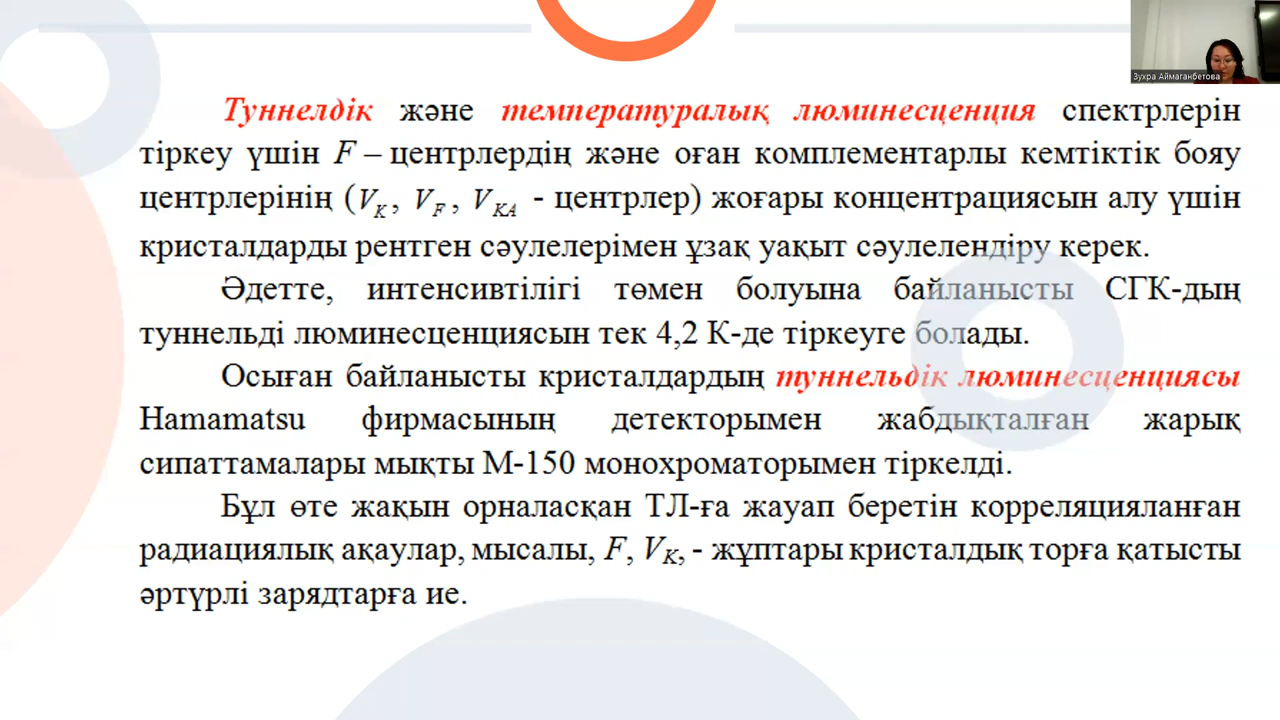 Зухра Аймаганбетова
Туннелдік және температуралық люминесценция спектрлерін
тіркеу үшін F – центрлердің және оған комплементарлы кемтіктік бояу
центрлерінің (V_K, V_F, V_KA - центрлер) жоғары концентрациясын алу үшін
кристалдарды рентген сәулелерімен ұзақ уақыт сәулелендіру керек.
Әдетте, интенсивтілігі төмен болуына байланысты СГК-дың
туннельді люминесценциясын тек 4,2 К-де тіркеуге болады.
Осыған байланысты кристалдардың туннельдік люминесценциясы
Hamamatsu фирмасының детекторымен жабдықталған жарық
сипаттамалары мықты М-150 монохроматорымен тіркелді.
Бұл өте жақын орналасқан ТЛ-ға жауап беретін корреляцияланған
радиациялық ақаулар, мысалы, F, V_K, - жұптары кристалдық торға қатысты
әртүрлі зарядтарға ие.